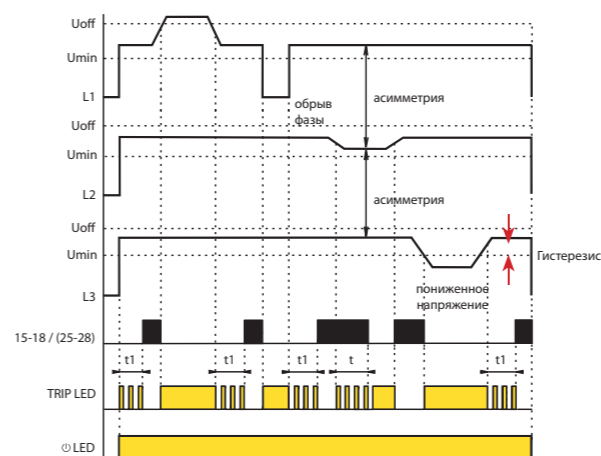 Uoff
Umin
L1
обрыв
фазы
асимметрия
Uoff
Umin
L2
асимметрия
Uoff
Umin
Гистерезис
L3
пониженное
напряжение
15-18 / (25-28)
t1 t1 t1 t t1
TRIP LED
⏻ LED